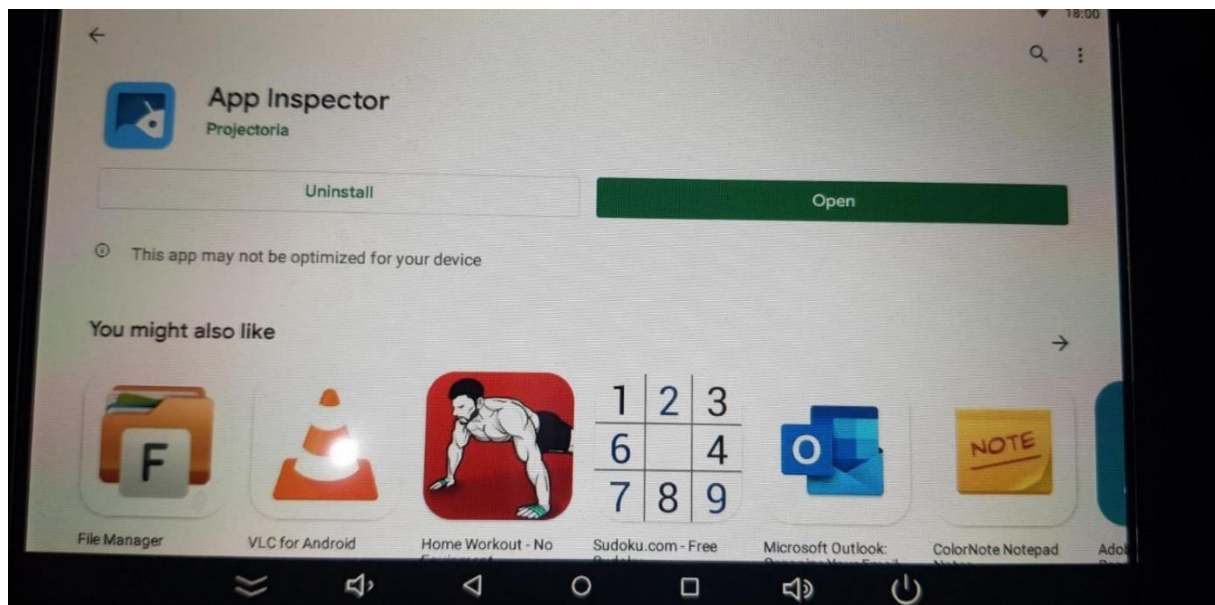 18:00
App Inspector
Projectoria
Uninstall
Open
This app may not be optimized for your device
You might also like
F
1 2 3
6 4
7 8 9
O
NOTE
File Manager
VLC for Android
Home Workout - No
Sudoku.com - Free
Microsoft Outlook:
ColorNote Notepad